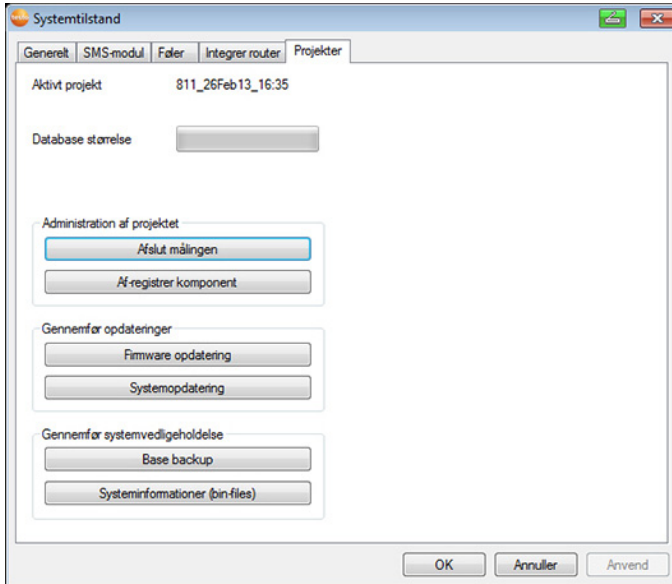 Systemtilstand
Generelt SMS-modul Føler Integrer router Projekter
Aktivt projekt 811_26Feb13_16:35
Database størrelse
Administration af projektet
Afslut målingen
Af-registrer komponent
Gennemfør opdateringer
Firmware opdatering
Systemopdatering
Gennemfør systemvedligeholdelse
Base backup
Systeminformationer (bin-files)
OK Annuller Anvend